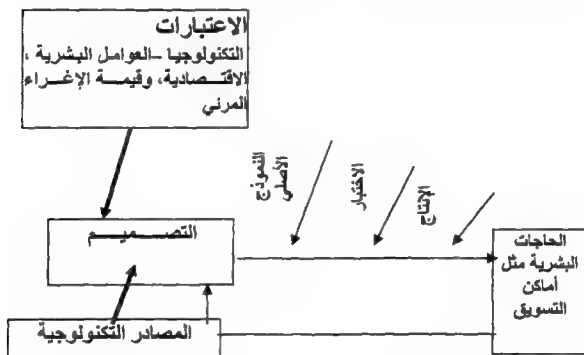 الاعتبارات
التكنولوجيا –العوامل البشرية ،
الاقتصادية، وقيمة الإغراء
المرئي
النموذج
الأصلي
الاختبار
الإنتاج
التصميم
الحاجات
البشرية مثل
أماكن
التسويق
المصادر التكنولوجية